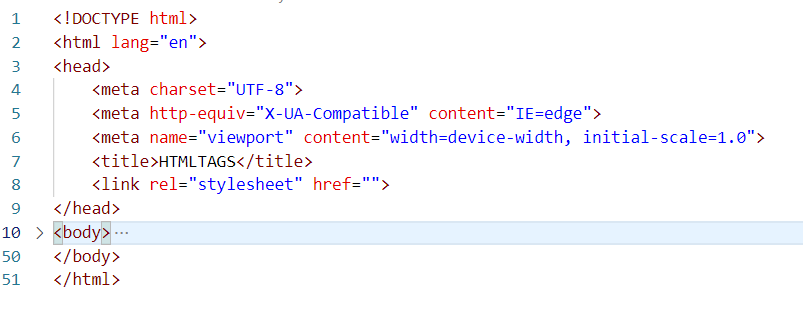 1 <!DOCTYPE html>
2 <html lang="en">
3 <head>
4 <meta charset="UTF-8">
5 <meta http-equiv="X-UA-Compatible" content="IE=edge">
6 <meta name="viewport" content="width=device-width, initial-scale=1.0">
7 <title>HTMLTAGS</title>
8 <link rel="stylesheet" href="">
9 </head>
10 > <body>…
50 </body>
51 </html>